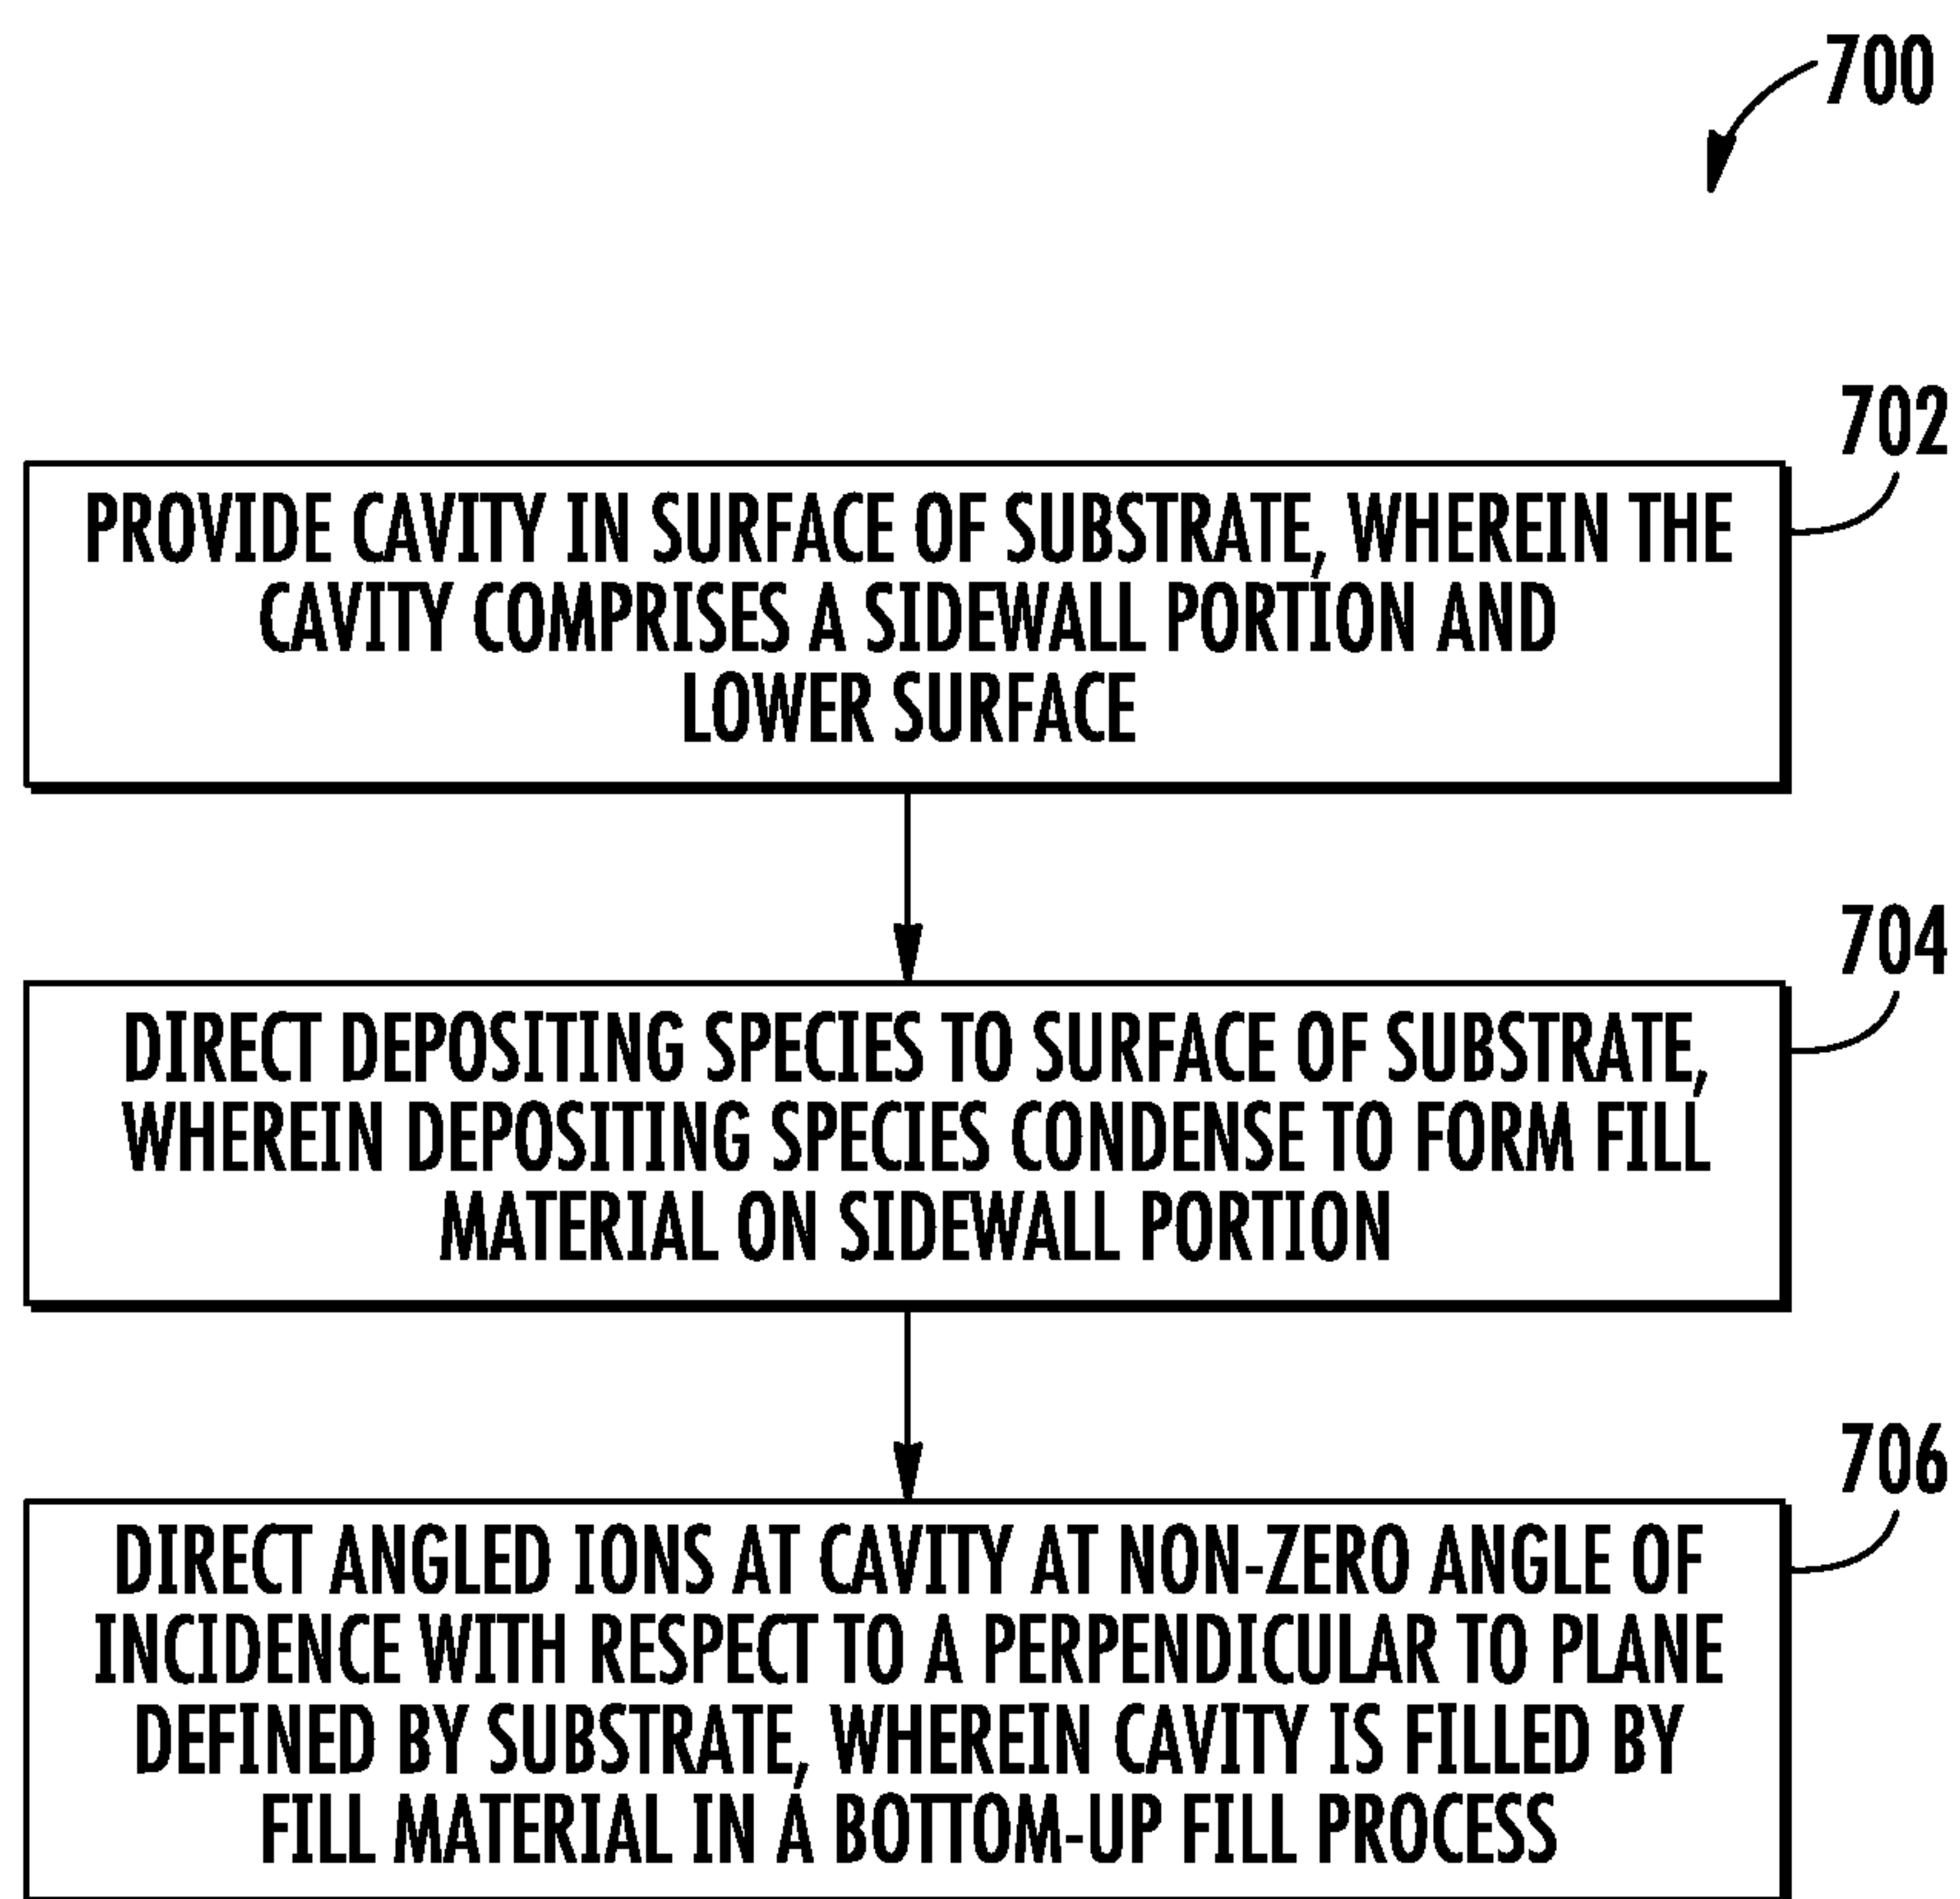 700
702
PROVIDE CAVITY IN SURFACE OF SUBSTRATE, WHEREIN THE
CAVITY COMPRISES A SIDEWALL PORTION AND
LOWER SURFACE
704
DIRECT DEPOSITING SPECIES TO SURFACE OF SUBSTRATE,
WHEREIN DEPOSITING SPECIES CONDENSE TO FORM FILL
MATERIAL ON SIDEWALL PORTION
706
DIRECT ANGLED IONS AT CAVITY AT NON-ZERO ANGLE OF
INCIDENCE WITH RESPECT TO A PERPENDICULAR TO PLANE
DEFINED BY SUBSTRATE, WHEREIN CAVITY IS FILLED BY
FILL MATERIAL IN A BOTTOM-UP FILL PROCESS